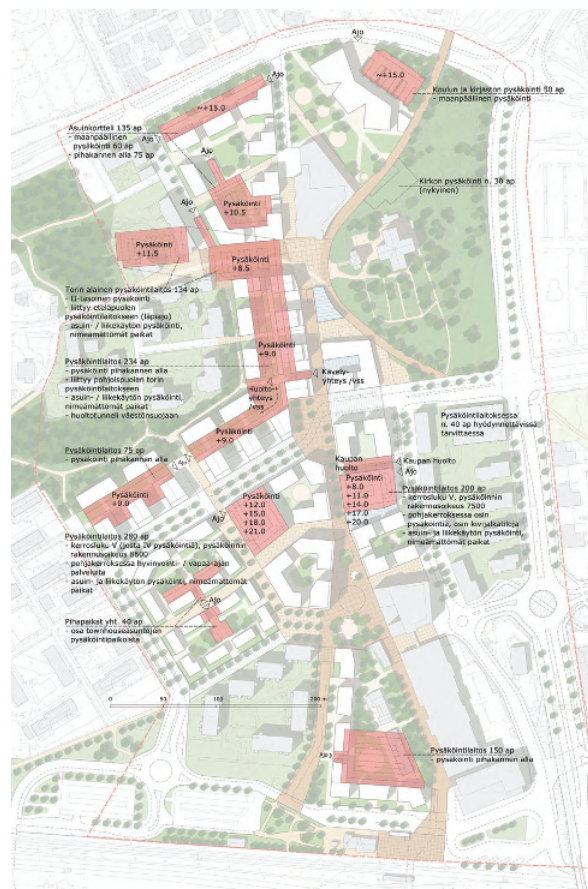 Ajo
Ajo
~+15.0
~+15.0
Koulun ja kirjaston pysäköinti 50 ap
- maanpäällinen pysäköinti
Asuinkortteli 135 ap
- maanpäällinen
pysäköinti 60 ap
- pihakannen alla 75 ap
Ajo
Ajo
Kirkon pysäköinti n. 30 ap
(nykyinen)
Ajo
Pysäköinti
+10.5
Pysäköinti
+11.5
Pysäköinti
+8.5
Torin alainen pysäköintilaitos 134 ap
- II-tasoinen pysäköinti
- liittyy eteläpuolen
pysäköintilaitokseen (läpiajo)
- asuin- / liikekäytön pysäköinti,
nimeämättömät paikat
Pysäköinti
+9.0
Pysäköintilaitos 234 ap
- pysäköinti pihakannen alla
- liittyy pohjoispuolen torin
pysäköintilaitokseen
- asuin- / liikekäytön pysäköinti,
nimeämättömät paikat
- huoltotunneli väestönsuojaan
Kävely-
yhteys /vss
Huolto-
yhteys
/vss
Pysäköintilaitoksessa
n. 40 ap hyödynnettävissä
tarvittaessa
Pysäköinti
+9.0
Pysäköintilaitos 75 ap
- pysäköinti pihakannen alla
Ajo
Kaupan
huolto
Kaupan huolto
Ajo
Pysäköinti
+9.0
Pysäköinti
+12.0
+15.0
+18.0
+21.0
Pysäköinti
+8.0
+11.0
+14.0
+17.0
+20.0
Pysäköintilaitos 200 ap
- kerrosluku V, pysäköinnin
rakennusoikeus 7500
- pohjakerroksessa osin
pysäköintiä, osin kivijalkatiloja
- asuin- ja liikekäytön pysäköinti,
nimeämättömät paikat
Ajo
Pysäköintilaitos 280 ap
- kerrosluku V (josta IV pysäköintiä), pysäköinnin
rakennusoikeus 8600
- pohjakerroksessa hyvinvointi- / vapaa-ajan
palveluita
- asuin- ja liikekäytön pysäköinti, nimeämättömät
paikat
Ajo
Pihapaikat yht. 40 ap
- osa townhouseasuntojen
pysäköintipaikoista
0 50 100 200 m
Ajo
Pysäköintilaitos 150 ap
- pysäköinti pihakannen alla